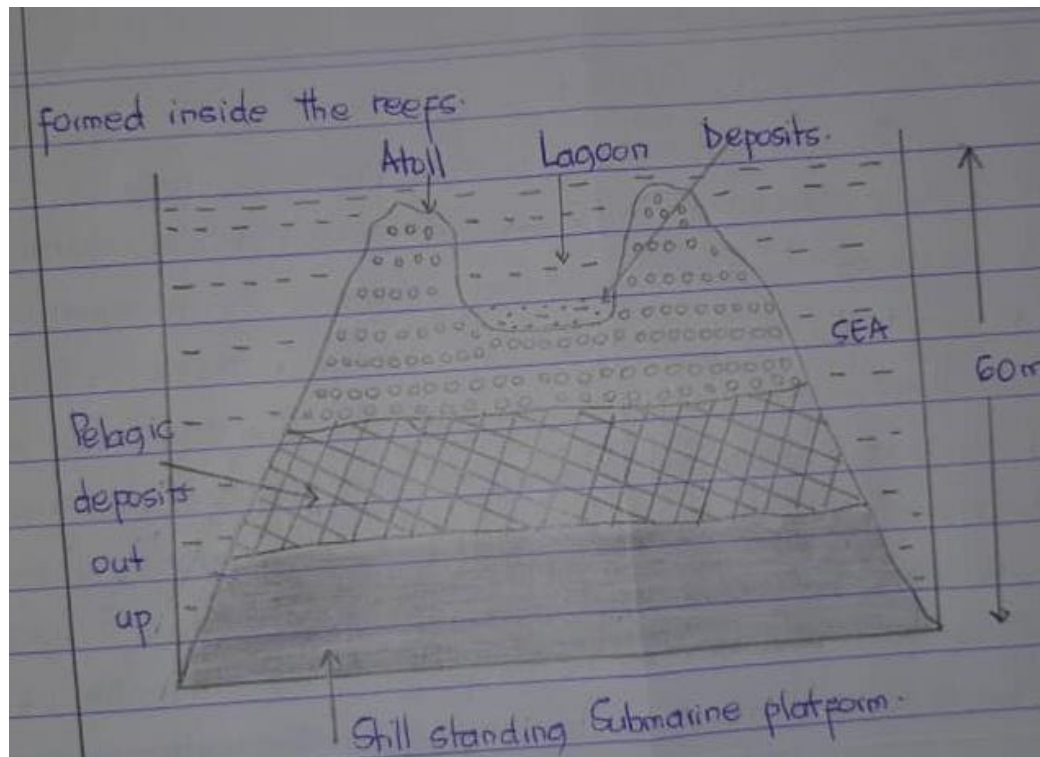 formed inside the reefs.
Atoll Lagoon Deposits.
SEA
60m
Pelagic
deposits
out
up.
Still standing Submarine platform.